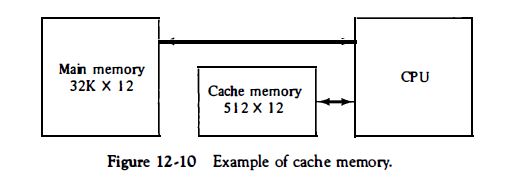 Main memory
32K X 12
Cache memory
512 X 12
CPU
Figure 12-10 Example of cache memory.